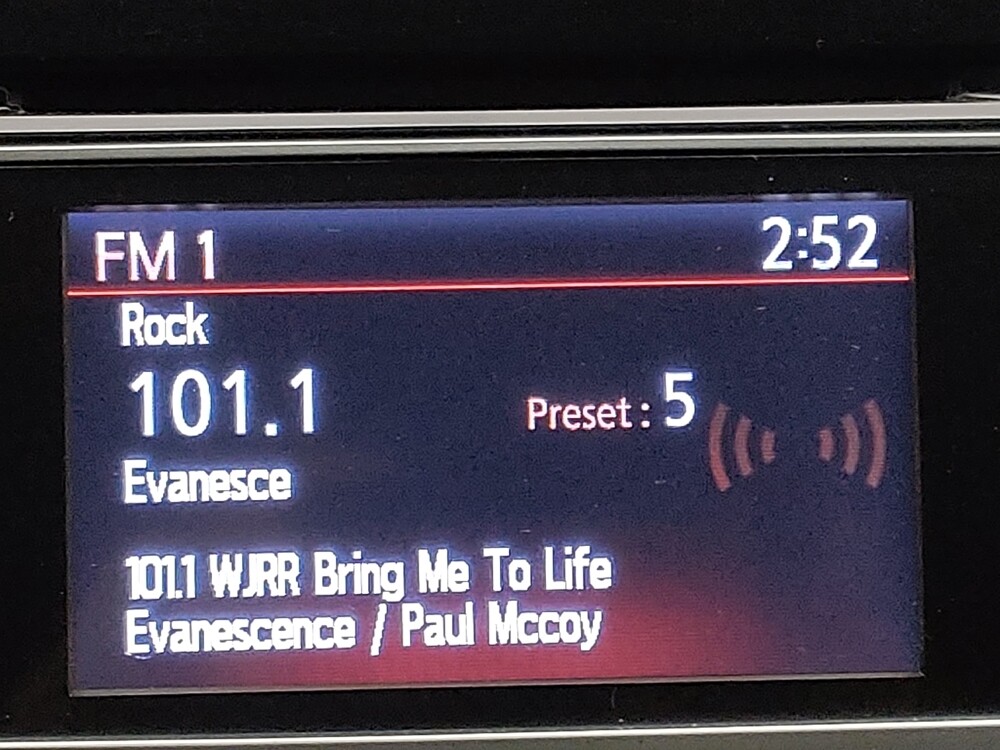 FM 1 2:52
Rock
101.1 Preset : 5
Evanesce
101.1 WJRR Bring Me To Life
Evanescence / Paul Mccoy